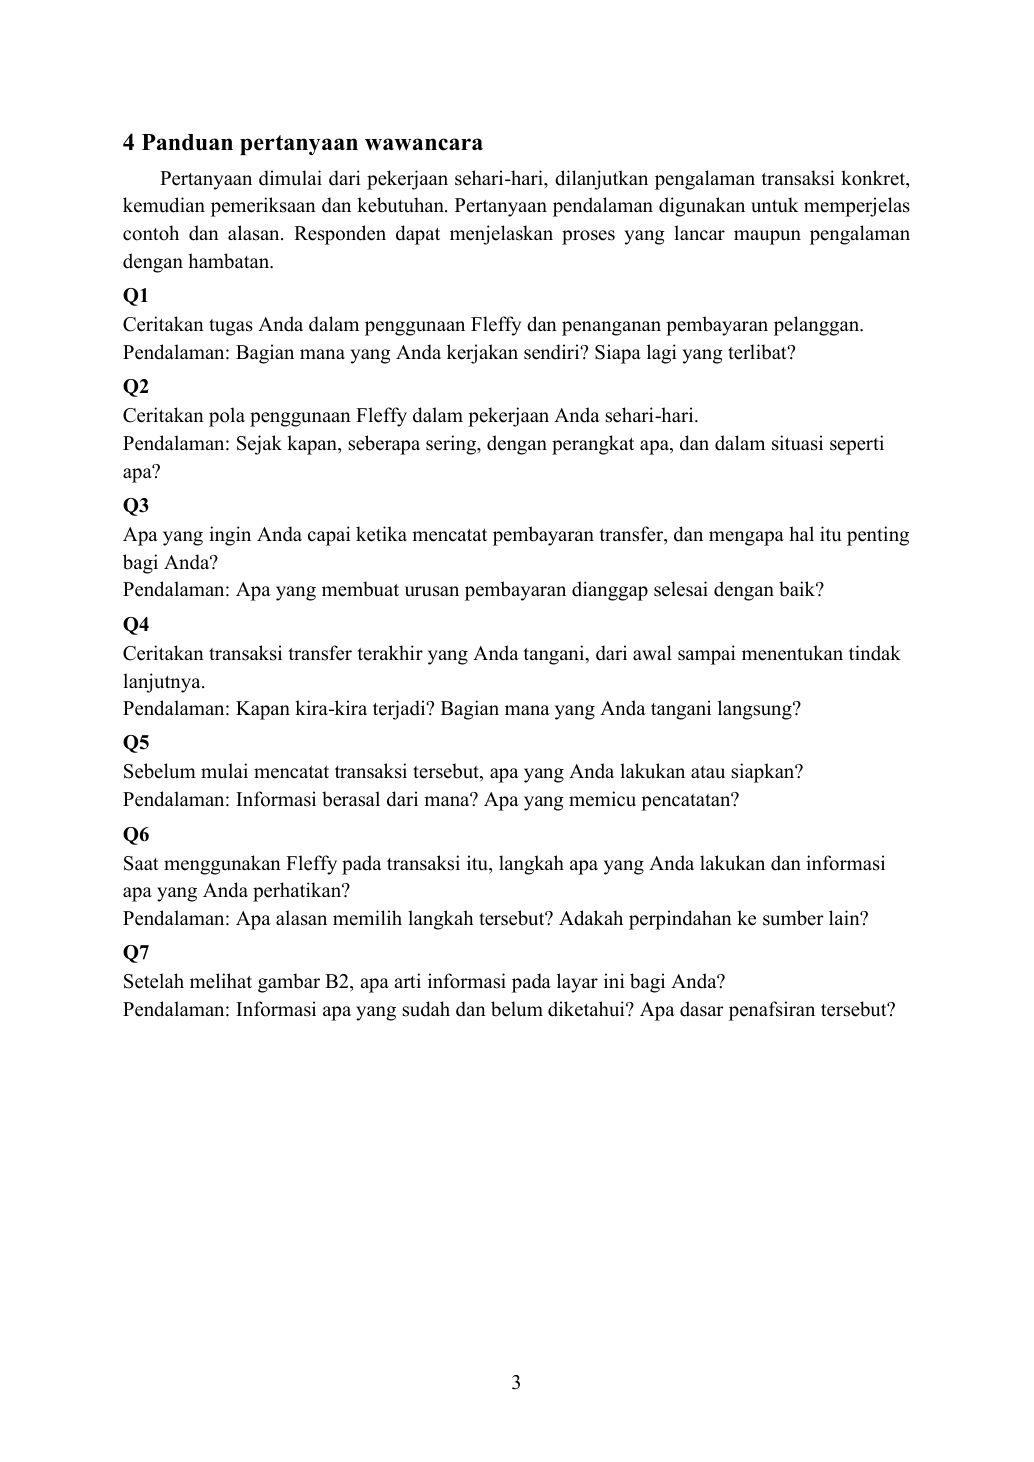 4 Panduan pertanyaan wawancara
Pertanyaan dimulai dari pekerjaan sehari-hari, dilanjutkan pengalaman transaksi konkret,
kemudian pemeriksaan dan kebutuhan. Pertanyaan pendalaman digunakan untuk memperjelas
contoh dan alasan. Responden dapat menjelaskan proses yang lancar maupun pengalaman
dengan hambatan.
Q1
Ceritakan tugas Anda dalam penggunaan Fleffy dan penanganan pembayaran pelanggan.
Pendalaman: Bagian mana yang Anda kerjakan sendiri? Siapa lagi yang terlibat?
Q2
Ceritakan pola penggunaan Fleffy dalam pekerjaan Anda sehari-hari.
Pendalaman: Sejak kapan, seberapa sering, dengan perangkat apa, dan dalam situasi seperti
apa?
Q3
Apa yang ingin Anda capai ketika mencatat pembayaran transfer, dan mengapa hal itu penting
bagi Anda?
Pendalaman: Apa yang membuat urusan pembayaran dianggap selesai dengan baik?
Q4
Ceritakan transaksi transfer terakhir yang Anda tangani, dari awal sampai menentukan tindak
lanjutnya.
Pendalaman: Kapan kira-kira terjadi? Bagian mana yang Anda tangani langsung?
Q5
Sebelum mulai mencatat transaksi tersebut, apa yang Anda lakukan atau siapkan?
Pendalaman: Informasi berasal dari mana? Apa yang memicu pencatatan?
Q6
Saat menggunakan Fleffy pada transaksi itu, langkah apa yang Anda lakukan dan informasi
apa yang Anda perhatikan?
Pendalaman: Apa alasan memilih langkah tersebut? Adakah perpindahan ke sumber lain?
Q7
Setelah melihat gambar B2, apa arti informasi pada layar ini bagi Anda?
Pendalaman: Informasi apa yang sudah dan belum diketahui? Apa dasar penafsiran tersebut?
3